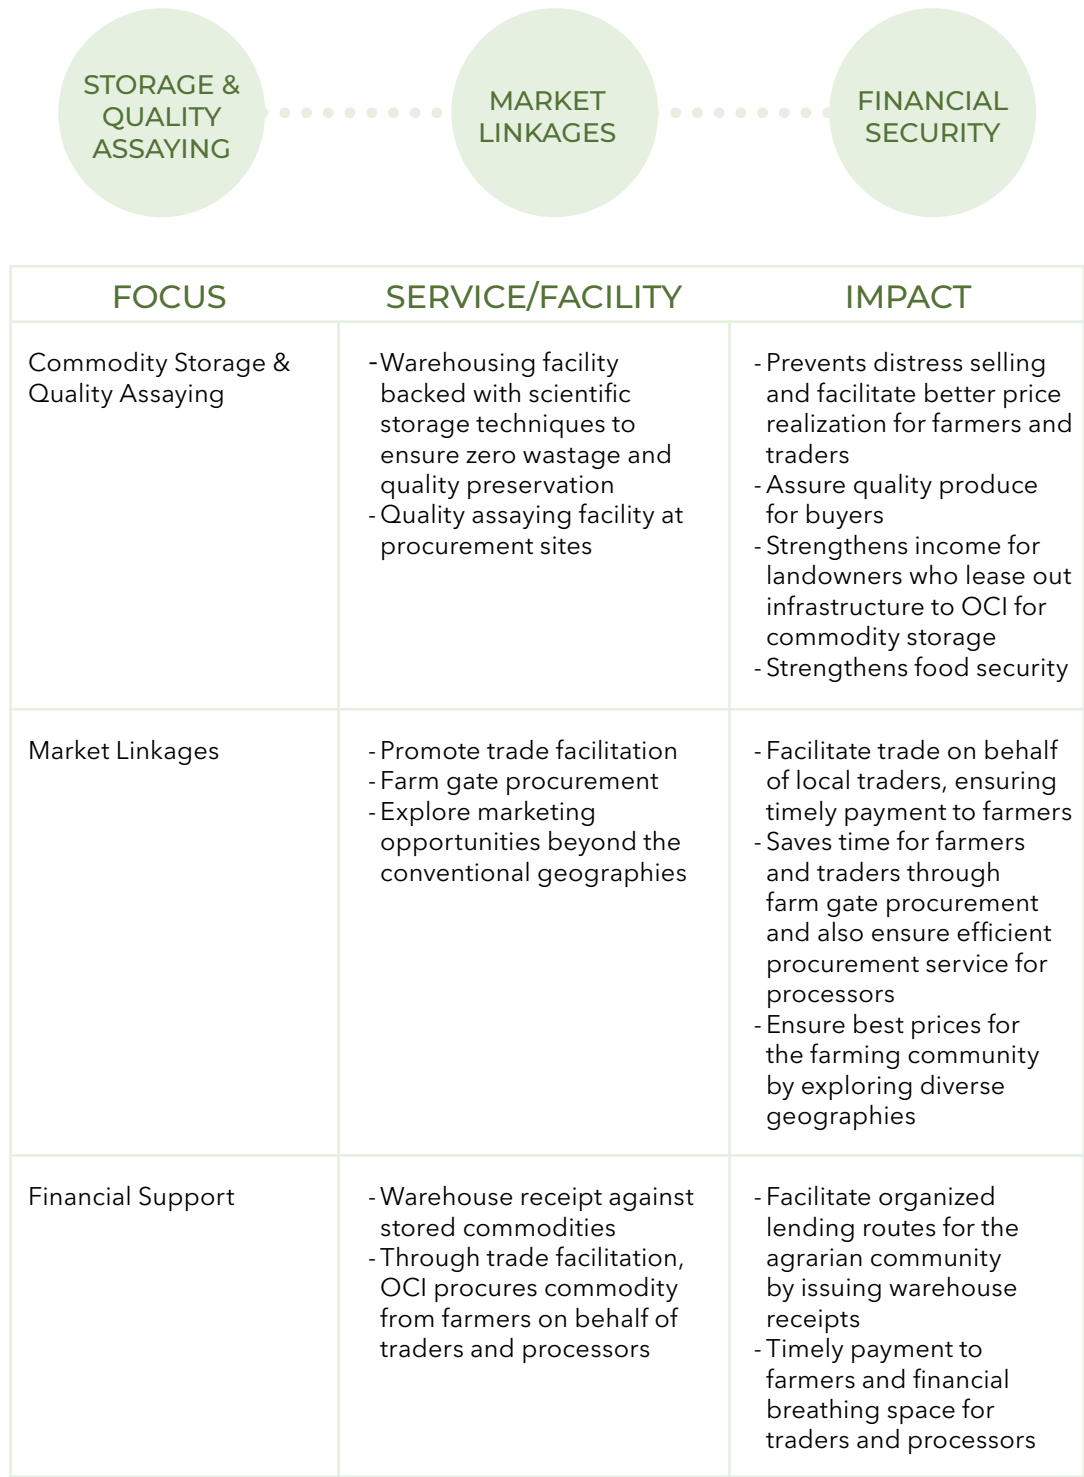 STORAGE &
QUALITY
ASSAYING
MARKET
LINKAGES
FINANCIAL
SECURITY
FOCUS
SERVICE/FACILITY
IMPACT
Commodity Storage &
Quality Assaying
-Warehousing facility
backed with scientific
storage techniques to
ensure zero wastage and
quality preservation
- Quality assaying facility at
procurement sites
- Prevents distress selling
and facilitate better price
realization for farmers and
traders
- Assure quality produce
for buyers
- Strengthens income for
landowners who lease out
infrastructure to OCI for
commodity storage
- Strengthens food security
Market Linkages
- Promote trade facilitation
- Farm gate procurement
- Explore marketing
opportunities beyond the
conventional geographies
- Facilitate trade on behalf
of local traders, ensuring
timely payment to farmers
- Saves time for farmers
and traders through
farm gate procurement
and also ensure efficient
procurement service for
processors
- Ensure best prices for
the farming community
by exploring diverse
geographies
Financial Support
- Warehouse receipt against
stored commodities
- Through trade facilitation,
OCI procures commodity
from farmers on behalf of
traders and processors
- Facilitate organized
lending routes for the
agrarian community
by issuing warehouse
receipts
- Timely payment to
farmers and financial
breathing space for
traders and processors